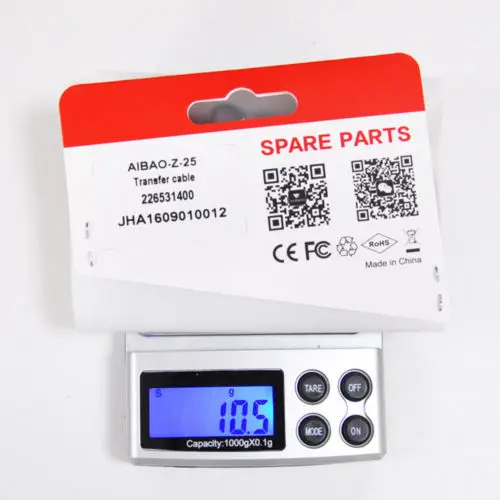 SPARE PARTS
AIBAO-Z-25
Transfer cable
226531400
JHA1609010012
CE FC RoHS
Made in China
S g
10.5
Capacity:1000gX0.1g
TARE OFF
MODE ON